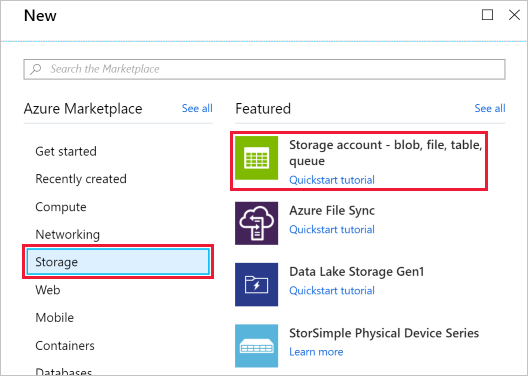 New
Search the Marketplace
Azure Marketplace
See all
Get started
Recently created
Compute
Networking
Storage
Web
Mobile
Containers
Databases
Featured
See all
Storage account - blob, file, table,
queue
Quickstart tutorial
Azure File Sync
Quickstart tutorial
Data Lake Storage Gen1
Quickstart tutorial
StorSimple Physical Device Series
Learn more